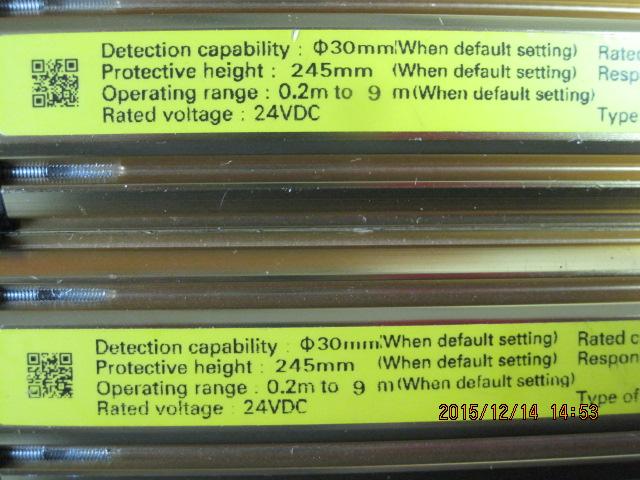 Detection capability : Φ30mm(When default setting) Rated
Protective height : 245mm (When default setting) Resp
Operating range : 0.2m to 9 m(When default setting)
Rated voltage : 24VDC Type
Detection capability : Φ30mm(When default setting) Rated c
Protective height : 245mm (When default setting) Respon
Operating range : 0.2m to 9 m(When default setting)
Rated voltage : 24VDC Type of
2015/12/14 14:53